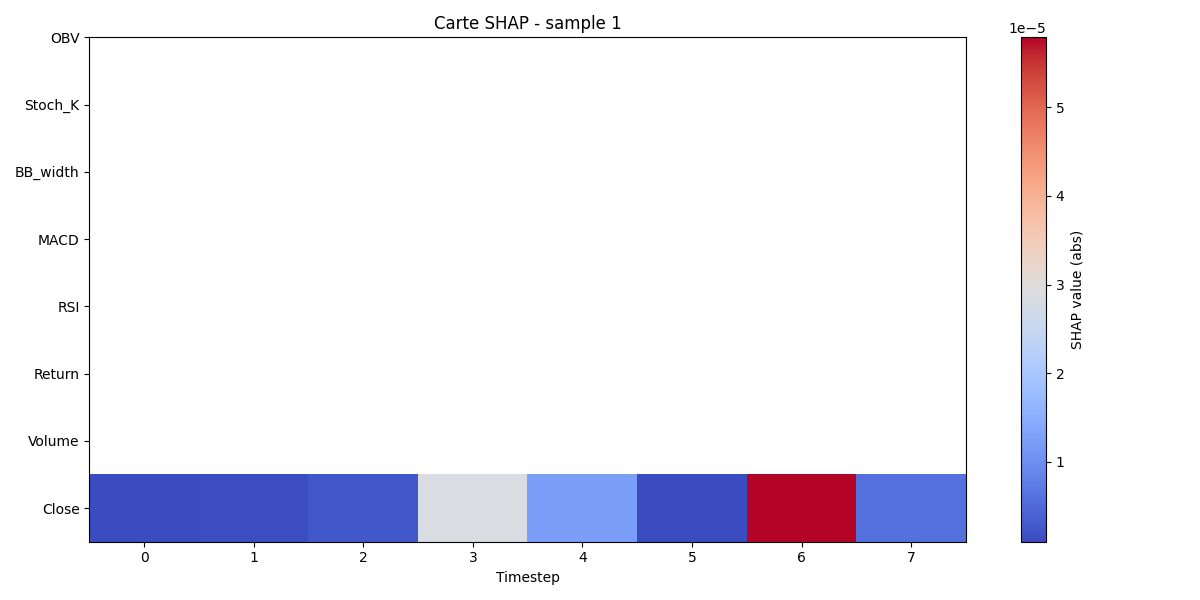 Carte SHAP - sample 1
1e−5
OBV
Stoch_K
BB_width
MACD
RSI
Return
Volume
Close
0 1 2 3 4 5 6 7
Timestep
5
4
3
2
1
SHAP value (abs)